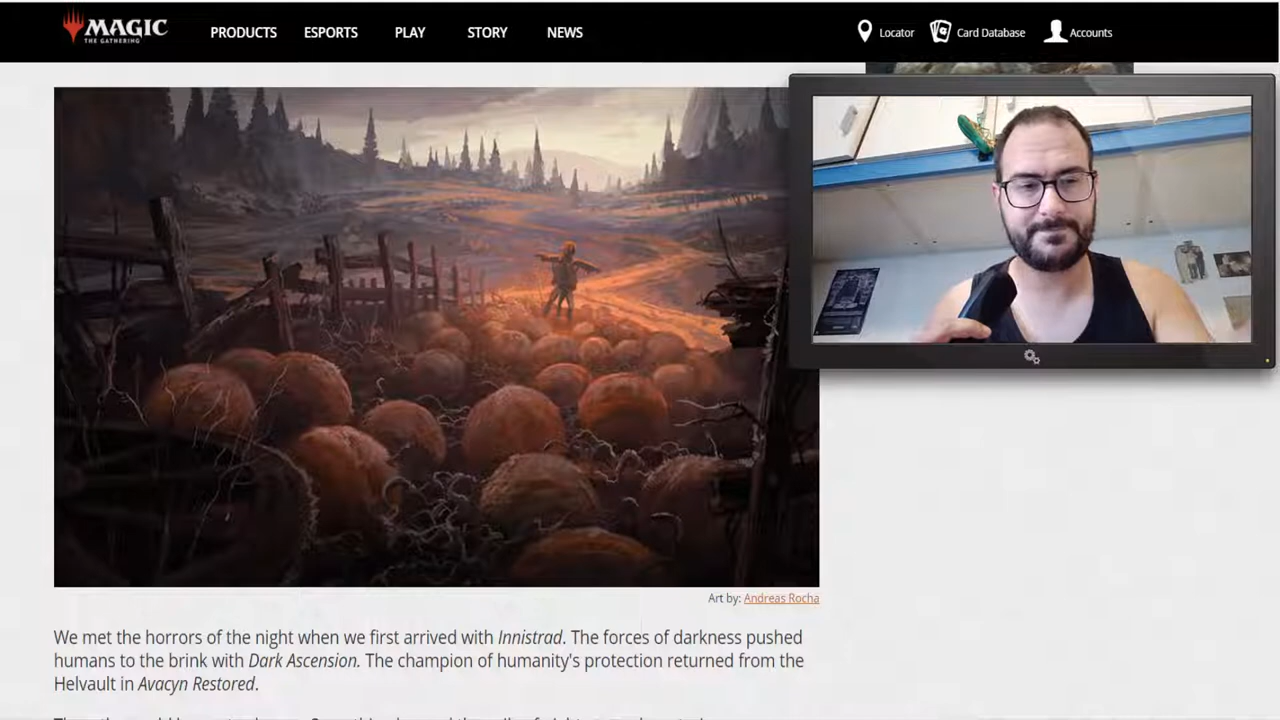 MAGIC
THE GATHERING
PRODUCTS ESPORTS PLAY STORY NEWS
Locator Card Database Accounts
Art by: Andreas Rocha
We met the horrors of the night when we first arrived with Innistrad. The forces of darkness pushed
humans to the brink with Dark Ascension. The champion of humanity's protection returned from the
Helvault in Avacyn Restored.